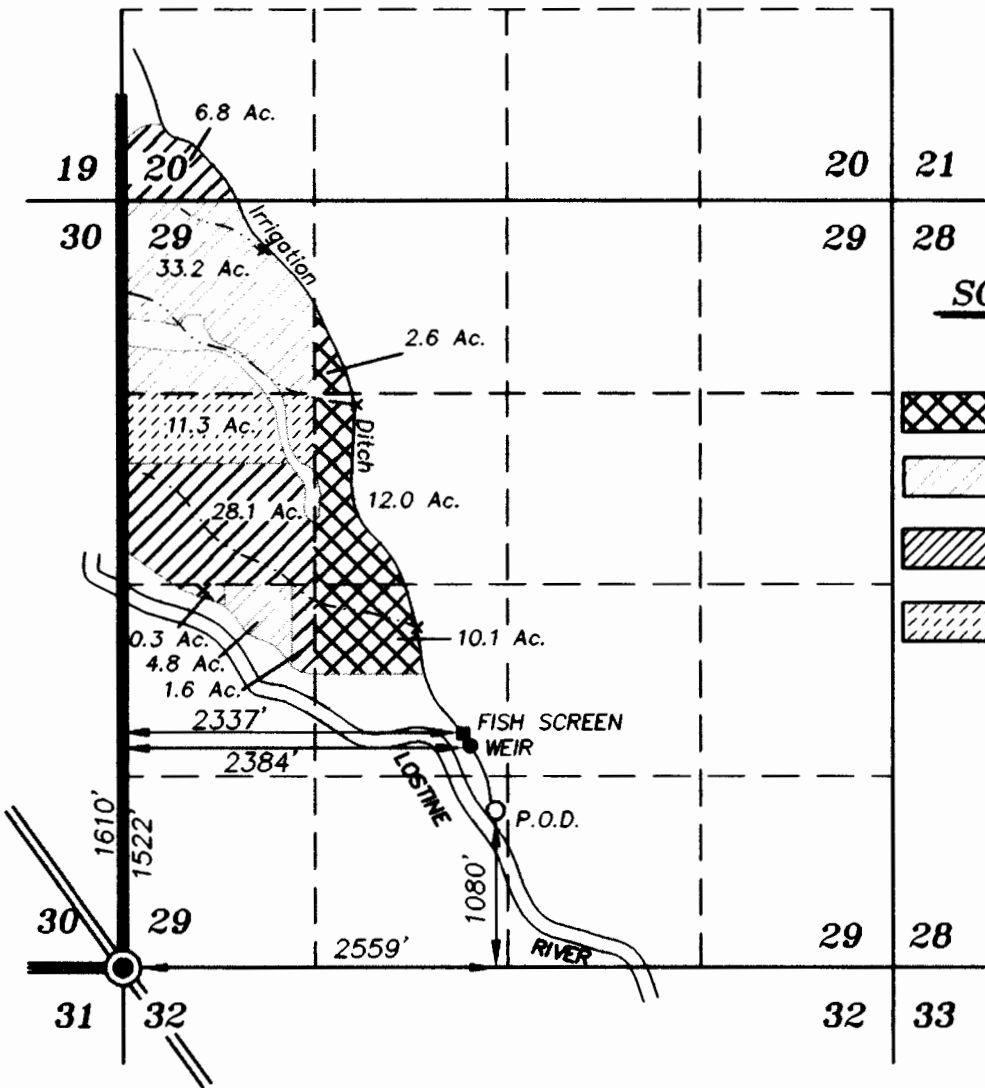 6.8 Ac.
19 20
20 21
30 29
29 28
Irrigation
33.2 Ac.
2.6 Ac.
11.3 Ac.
Ditch
12.0 Ac.
28.1 Ac.
0.3 Ac.
10.1 Ac.
4.8 Ac.
1.6 Ac.
2337'
FISH SCREEN
WEIR
2384'
LOSTINE
P.O.D.
1610'
1522'
1080'
30 29
2559'
RIVER
29 28
31 32
32 33